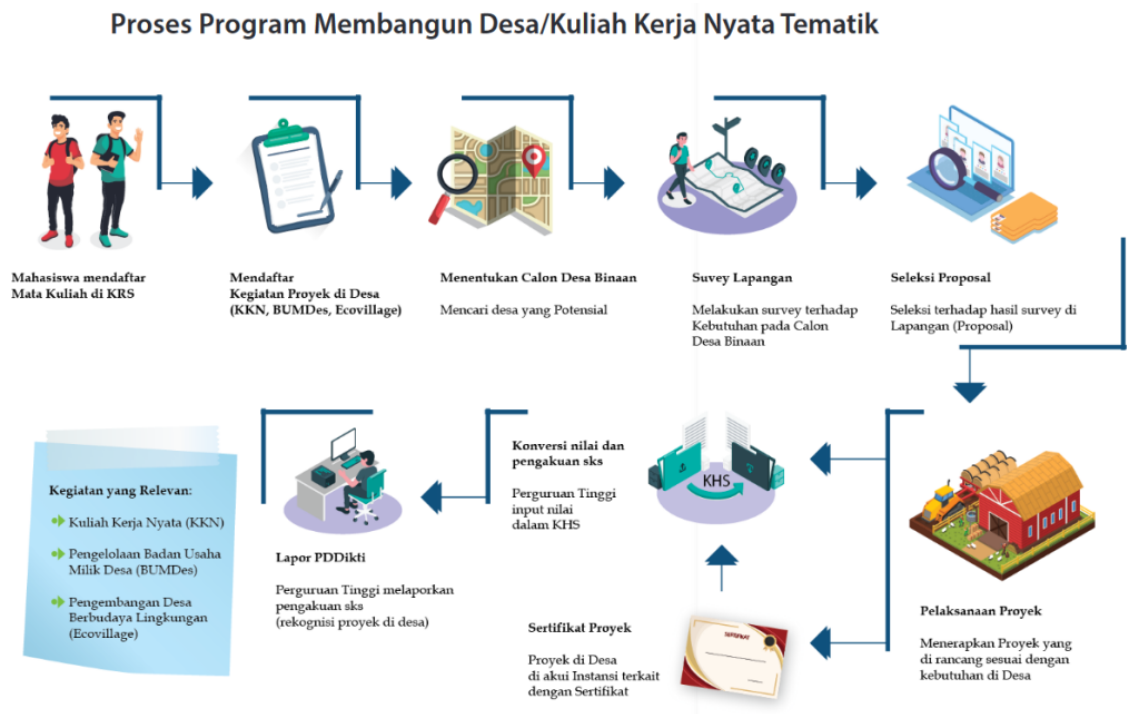 Proses Program Membangun Desa/Kuliah Kerja Nyata Tematik
Mahasiswa mendaftar
Mata Kuliah di KRS
Mendaftar
Kegiatan Proyek di Desa
(KKN, BUMDes, Ecovillage)
Menentukan Calon Desa Binaan
Mencari desa yang Potensial
Suvey Lapangan
Melakukan survey terhadap
Kebutuhan pada Calon
Desa Binaan
Seleksi Proposal
Seleksi terhadap hasil survey di
Lapangan (Proposal)
Pelaksanaan Proyek
Menerapkan Proyek yang
di rancang sesuai dengan
kebutuhan di Desa
KHS
Konversi nilai dan
pengakuan sks
Perguruan Tinggi
input nilai
dalam KHS
Sertifikat Proyek
Proyek di Desa
di akui Instansi terkait
dengan Sertifikat
SERTIFIKAT
Lapor PDDikti
Perguruan Tinggi melaporkan
pengakuan sks
(rekognisi proyek di desa)
Kegiatan yang Relevan:
Kuliah Kerja Nyata (KKN)
Pengelolaan Badan Usaha
Milik Desa (BUMDes)
Pengembangan Desa
Berbudaya Lingkungan
(Ecovillage)